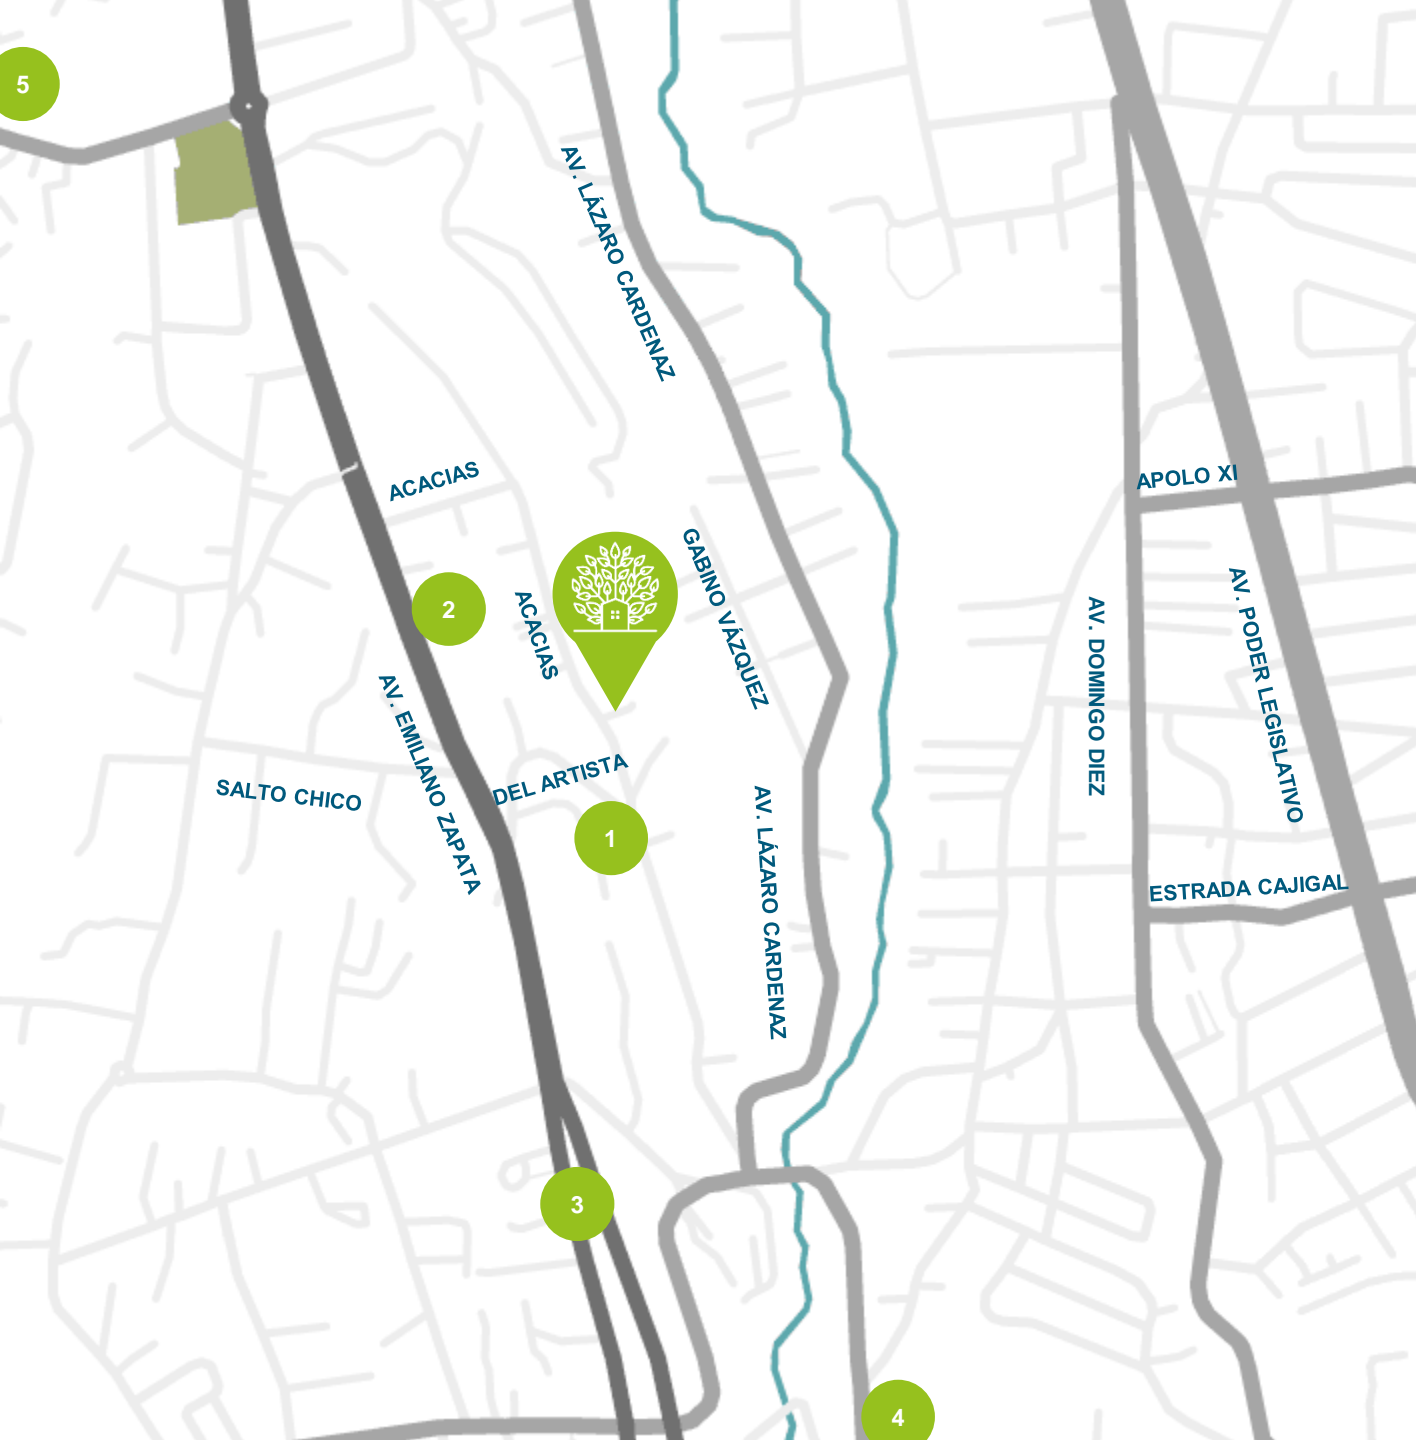 5
AV. LÁZARO CARDENAZ
ACACIAS
APOLO XI
GABINO VÁZQUEZ
ACACIAS
2
AV. DOMINGO DIEZ
AV. PODER LEGISLATIVO
AV. EMILIANO ZAPATA
DEL ARTISTA
SALTO CHICO
1
AV. LÁZARO CARDENAZ
ESTRADA CAJIGAL
3
4